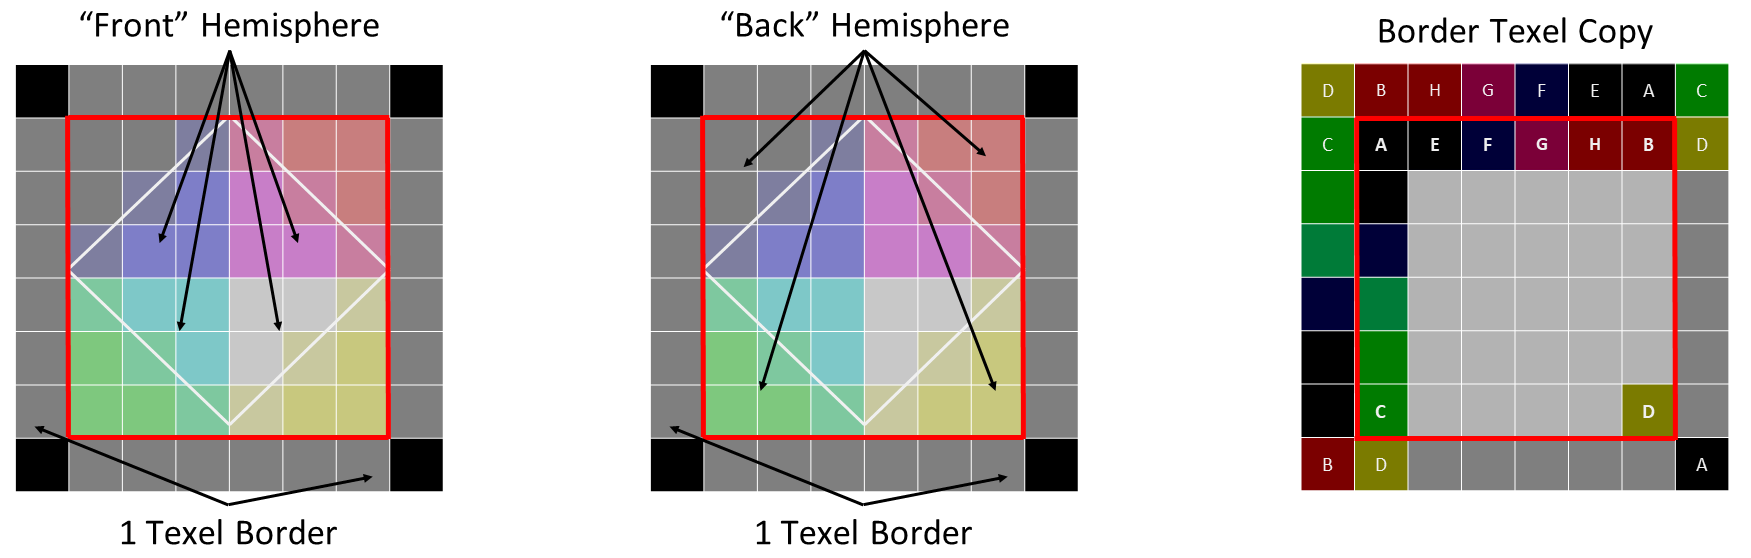 “Front” Hemisphere
“Back” Hemisphere
Border Texel Copy
D B H G F E A C
C A E F G H B D
C D
B D A
1 Texel Border
1 Texel Border